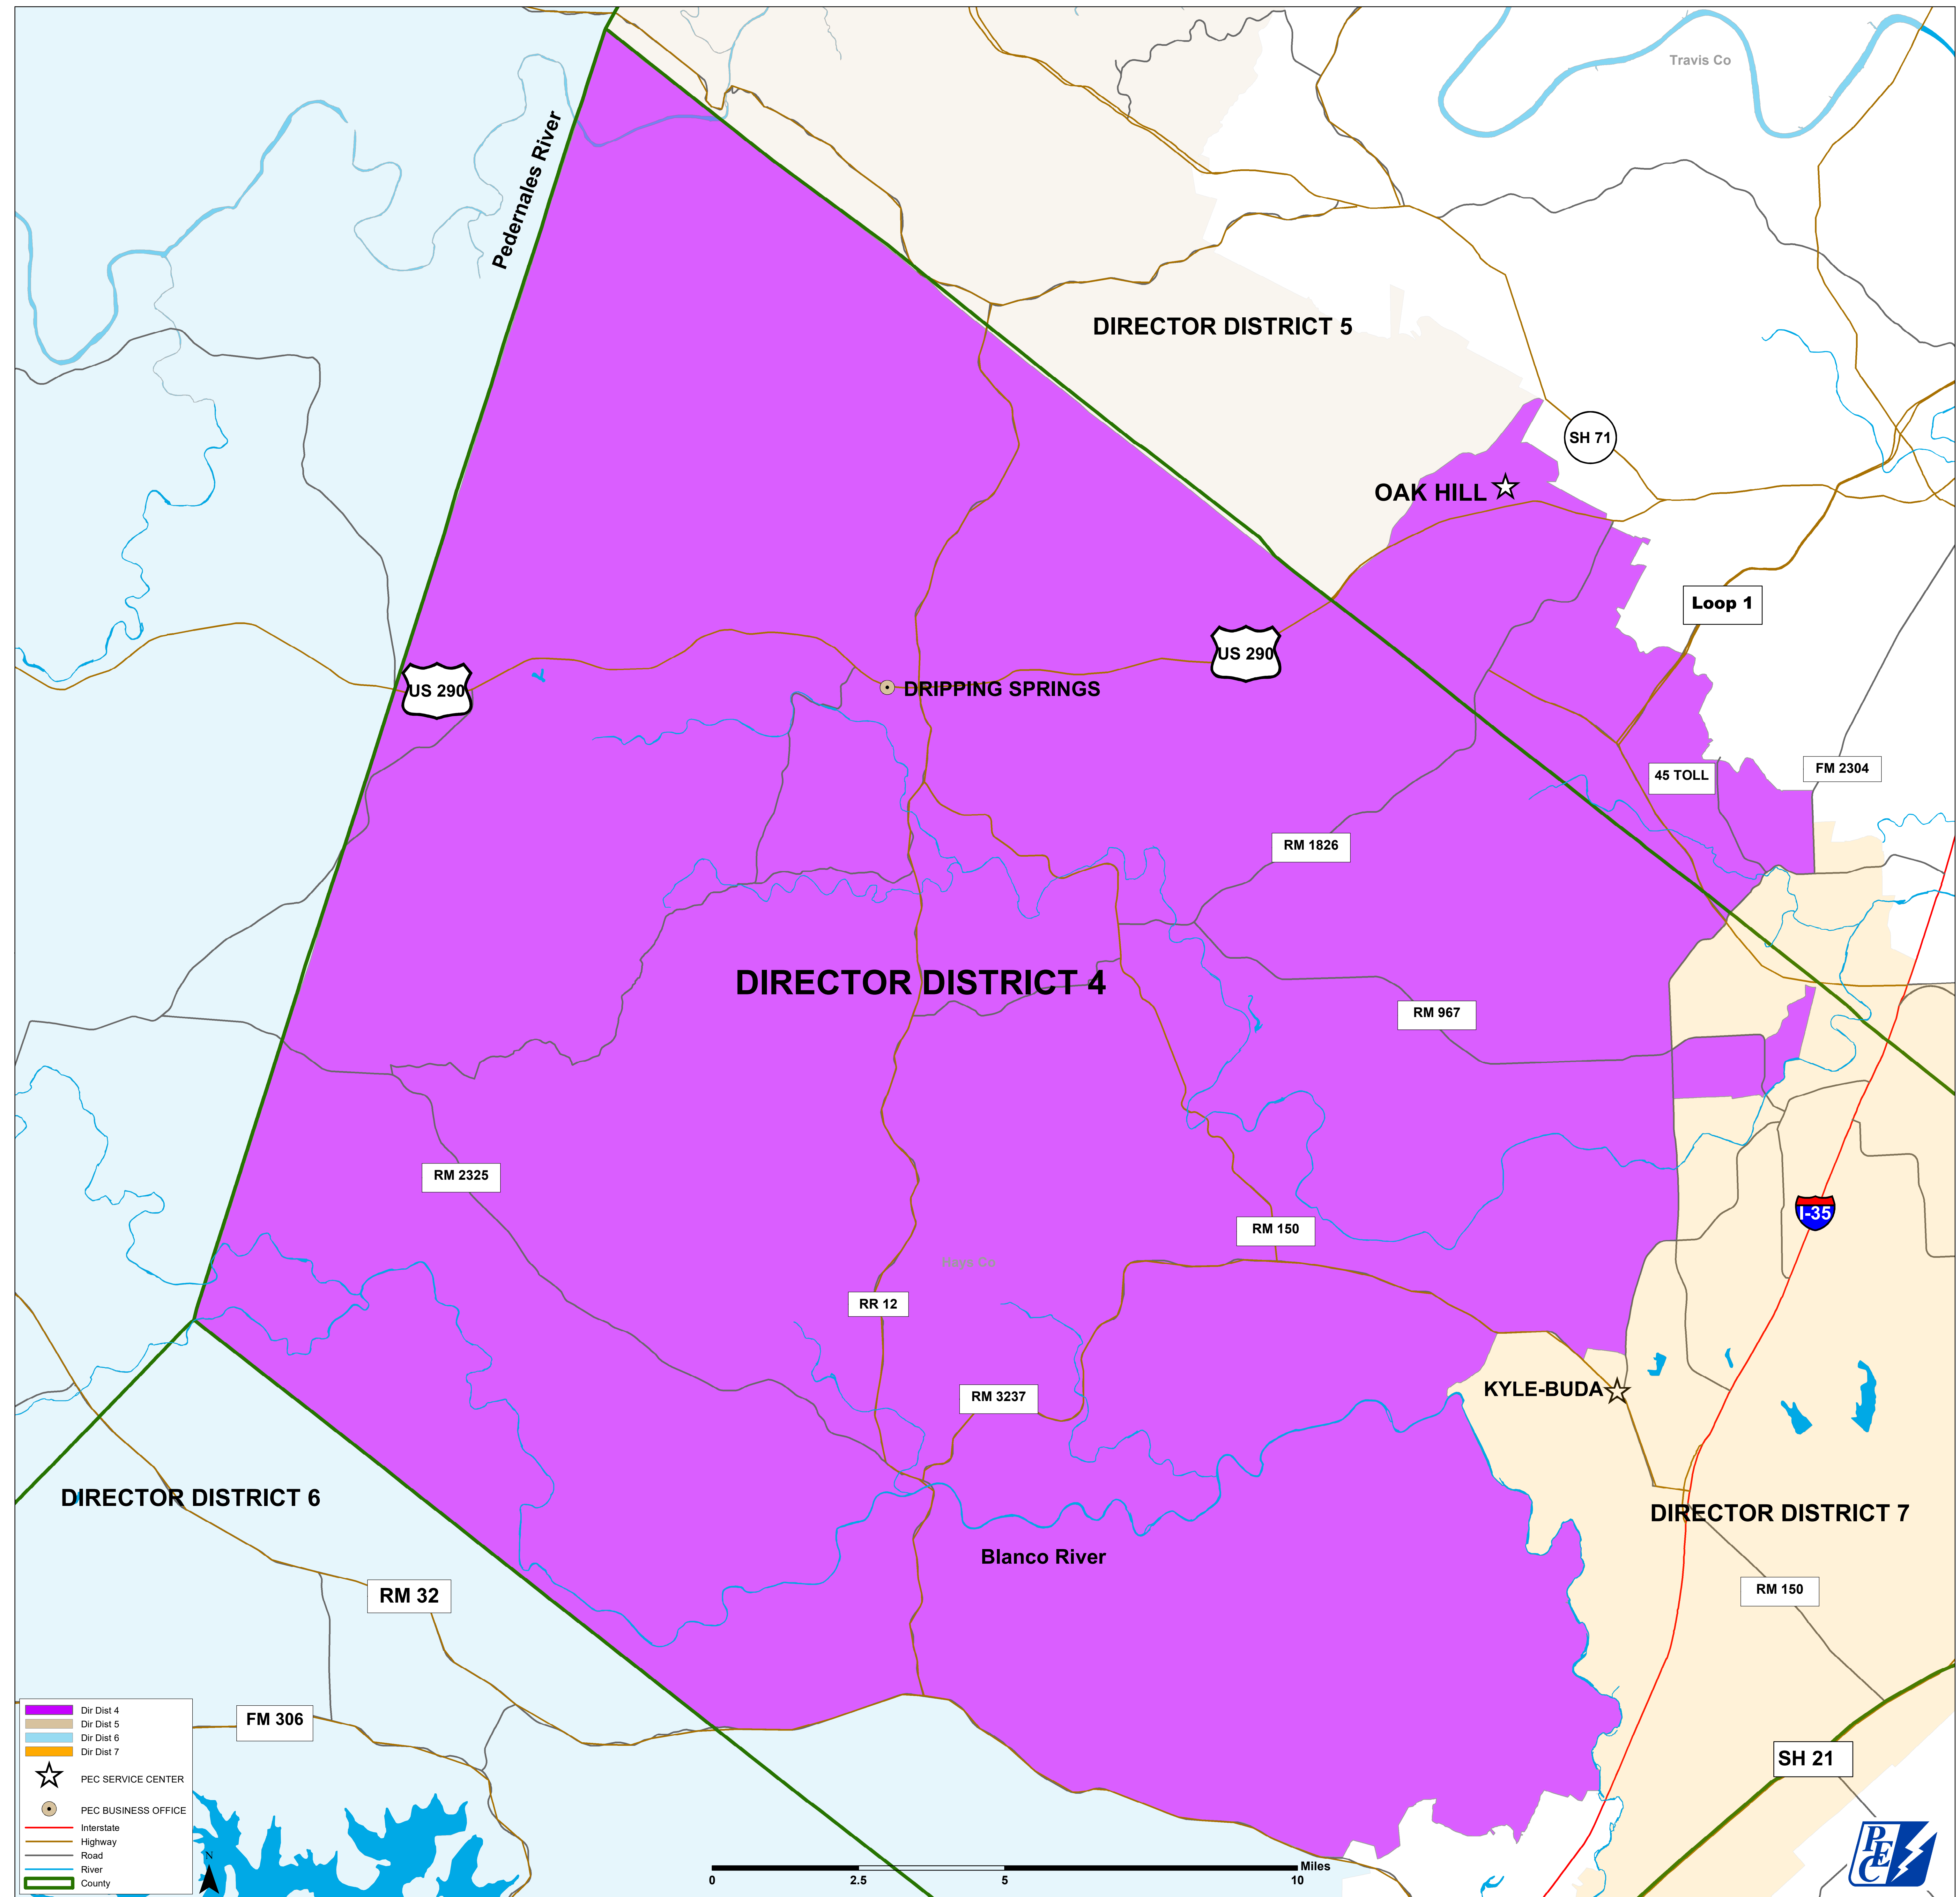 Travis Co
Pedernales River
DIRECTOR DISTRICT 5
SH 71
OAK HILL
Loop 1
US 290
US 290
DRIPPING SPRINGS
45 TOLL
FM 2304
RM 1826
DIRECTOR DISTRICT 4
RM 967
RM 2325
I-35
RM 150
Hays Co
RR 12
RM 3237
KYLE-BUDA
DIRECTOR DISTRICT 6
DIRECTOR DISTRICT 7
Blanco River
RM 32
RM 150
FM 306
SH 21
Dir Dist 4
Dir Dist 5
Dir Dist 6
Dir Dist 7
PEC SERVICE CENTER
PEC BUSINESS OFFICE
Interstate
Highway
Road
River
County
N
Miles
0 2.5 5 10
PEC